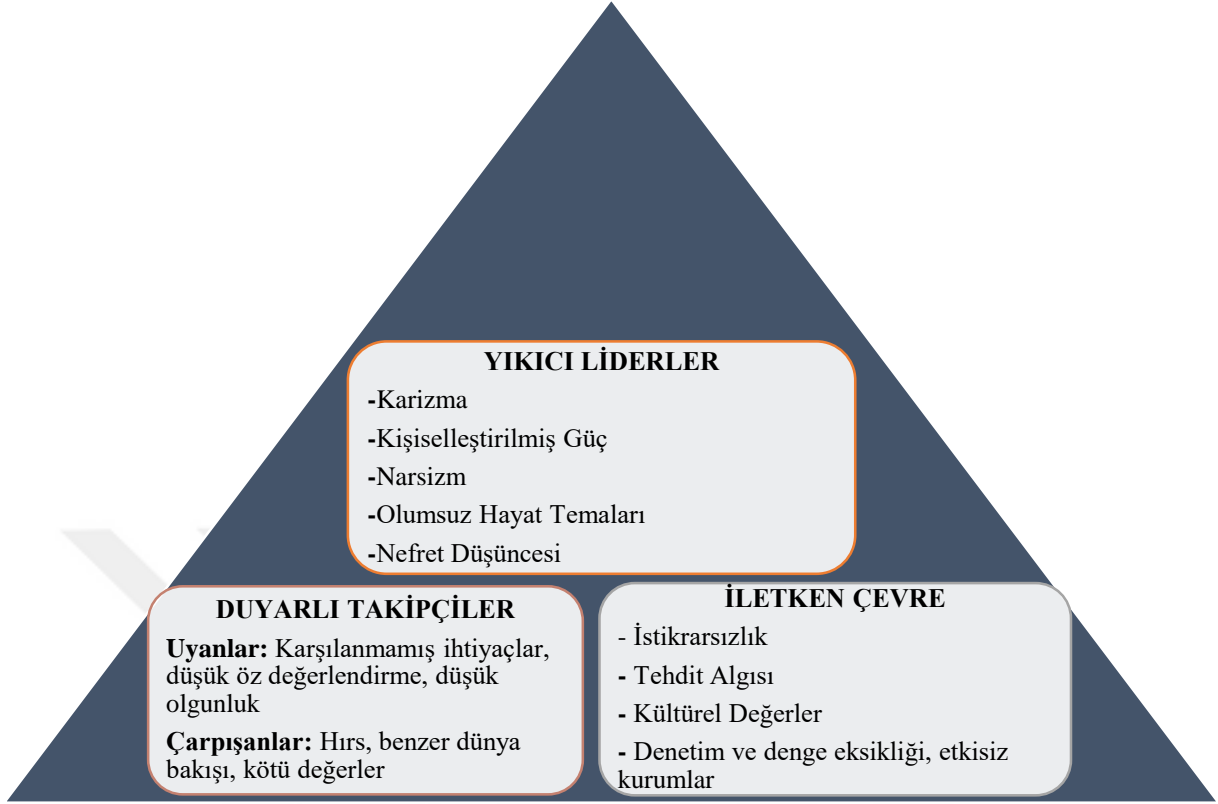 YIKICI LİDERLER
-Karizma
-Kişiselleştirilmiş Güç
-Narsizm
-Olumsuz Hayat Temaları
-Nefret Düşüncesi
DUYARLI TAKİPÇİLER
Uyanlar: Karşılanmamış ihtiyaçlar,
düşük öz değerlendirme, düşük
olgunluk
Çarpışanlar: Hırs, benzer dünya
bakışı, kötü değerler
İLETKEN ÇEVRE
- İstikrarsızlık
- Tehdit Algısı
- Kültürel Değerler
- Denetim ve denge eksikliği, etkisiz
kurumlar